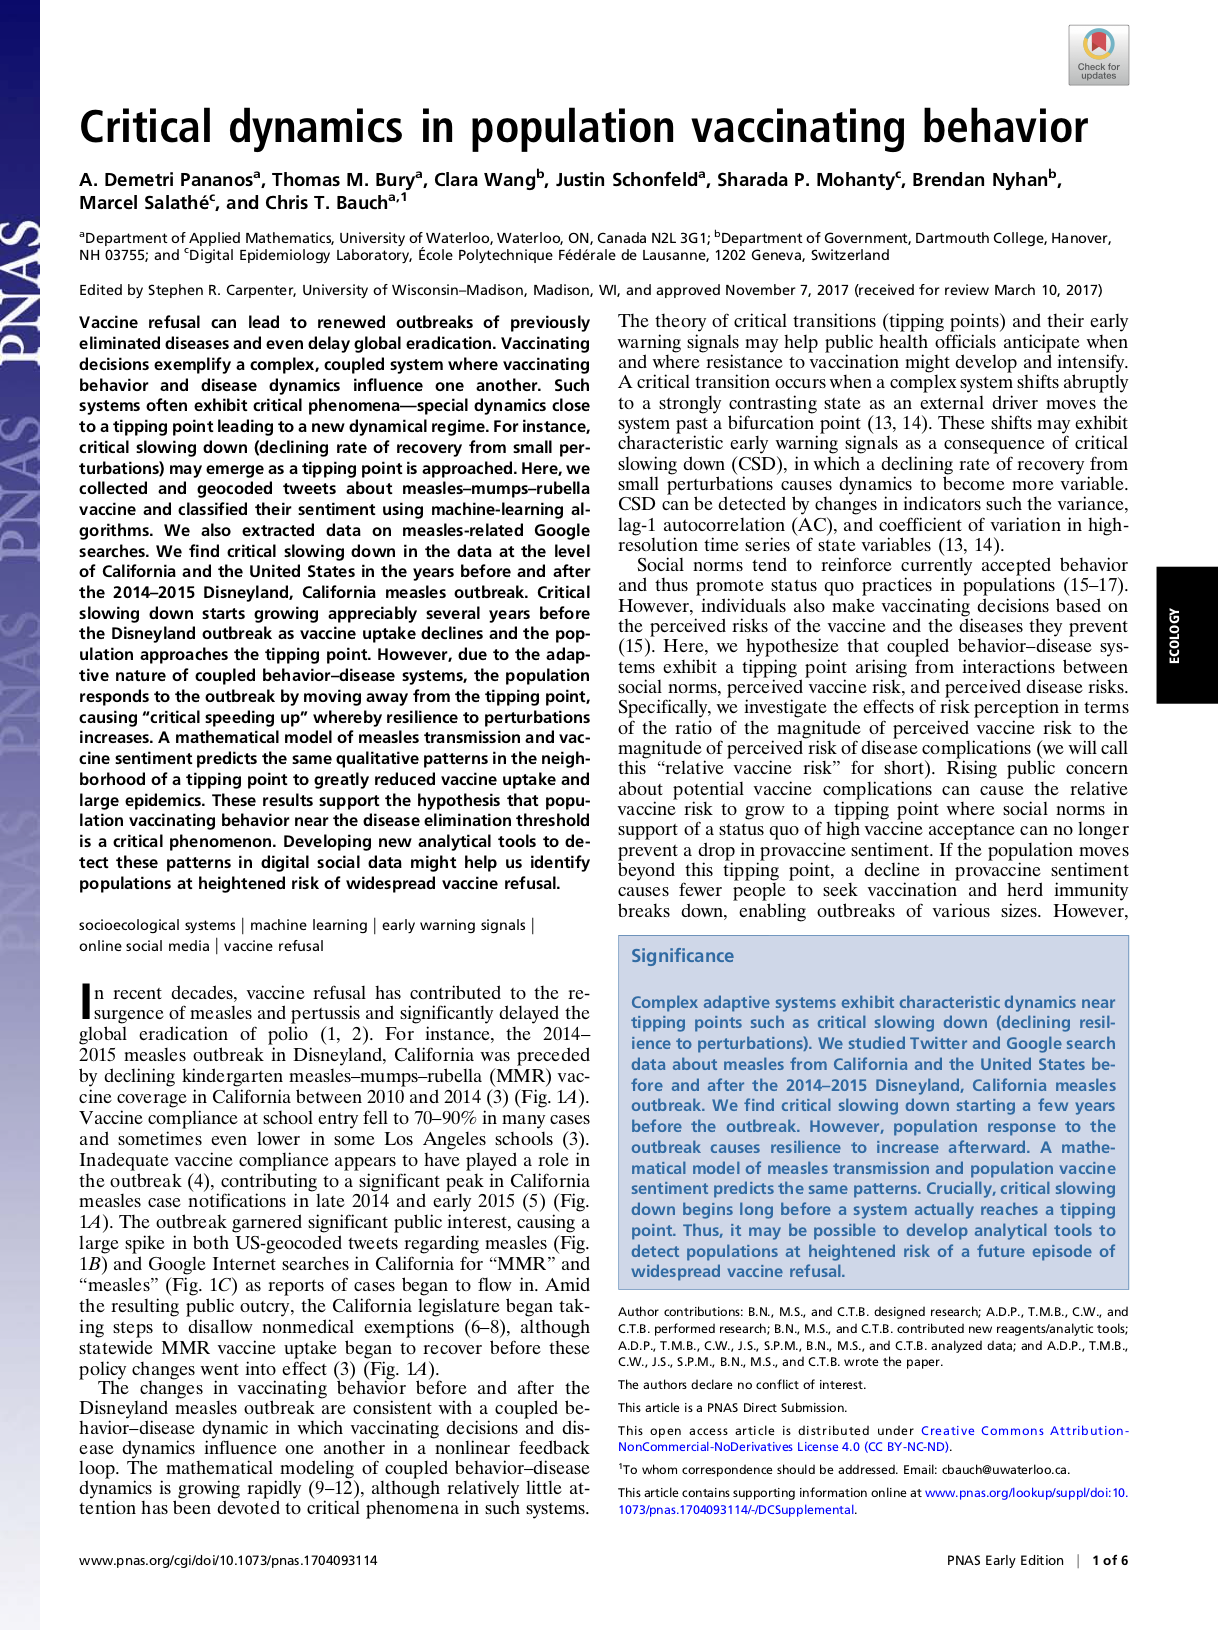 Check for
updates
Critical dynamics in population vaccinating behavior
A. Demetri Pananosa, Thomas M. Burya, Clara Wangb, Justin Schonfelda, Sharada P. Mohantyc, Brendan Nyhanb,
Marcel Salathéc, and Chris T. Baucha,1
aDepartment of Applied Mathematics, University of Waterloo, Waterloo, ON, Canada N2L 3G1; bDepartment of Government, Dartmouth College, Hanover,
NH 03755; and cDigital Epidemiology Laboratory, École Polytechnique Fédérale de Lausanne, 1202 Geneva, Switzerland
Edited by Stephen R. Carpenter, University of Wisconsin–Madison, Madison, WI, and approved November 7, 2017 (received for review March 10, 2017)
Vaccine refusal can lead to renewed outbreaks of previously
eliminated diseases and even delay global eradication. Vaccinating
decisions exemplify a complex, coupled system where vaccinating
behavior and disease dynamics influence one another. Such
systems often exhibit critical phenomena—special dynamics close
to a tipping point leading to a new dynamical regime. For instance,
critical slowing down (declining rate of recovery from small per-
turbations) may emerge as a tipping point is approached. Here, we
collected and geocoded tweets about measles–mumps–rubella
vaccine and classified their sentiment using machine-learning al-
gorithms. We also extracted data on measles-related Google
searches. We find critical slowing down in the data at the level
of California and the United States in the years before and after
the 2014–2015 Disneyland, California measles outbreak. Critical
slowing down starts growing appreciably several years before
the Disneyland outbreak as vaccine uptake declines and the pop-
ulation approaches the tipping point. However, due to the adap-
tive nature of coupled behavior–disease systems, the population
responds to the outbreak by moving away from the tipping point,
causing “critical speeding up” whereby resilience to perturbations
increases. A mathematical model of measles transmission and vac-
cine sentiment predicts the same qualitative patterns in the neigh-
borhood of a tipping point to greatly reduced vaccine uptake and
large epidemics. These results support the hypothesis that popu-
lation vaccinating behavior near the disease elimination threshold
is a critical phenomenon. Developing new analytical tools to de-
tect these patterns in digital social data might help us identify
populations at heightened risk of widespread vaccine refusal.
socioecological systems | machine learning | early warning signals |
online social media | vaccine refusal
In recent decades, vaccine refusal has contributed to the re-
surgence of measles and pertussis and significantly delayed the
global eradication of polio (1, 2). For instance, the 2014–
2015 measles outbreak in Disneyland, California was preceded
by declining kindergarten measles–mumps–rubella (MMR) vac-
cine coverage in California between 2010 and 2014 (3) (Fig. 1A).
Vaccine compliance at school entry fell to 70–90% in many cases
and sometimes even lower in some Los Angeles schools (3).
Inadequate vaccine compliance appears to have played a role in
the outbreak (4), contributing to a significant peak in California
measles case notifications in late 2014 and early 2015 (5) (Fig.
1A). The outbreak garnered significant public interest, causing a
large spike in both US-geocoded tweets regarding measles (Fig.
1B) and Google Internet searches in California for “MMR” and
“measles” (Fig. 1C) as reports of cases began to flow in. Amid
the resulting public outcry, the California legislature began tak-
ing steps to disallow nonmedical exemptions (6–8), although
statewide MMR vaccine uptake began to recover before these
policy changes went into effect (3) (Fig. 1A).
The changes in vaccinating behavior before and after the
Disneyland measles outbreak are consistent with a coupled be-
havior–disease dynamic in which vaccinating decisions and dis-
ease dynamics influence one another in a nonlinear feedback
loop. The mathematical modeling of coupled behavior–disease
dynamics is growing rapidly (9–12), although relatively little at-
tention has been devoted to critical phenomena in such systems.
The theory of critical transitions (tipping points) and their early
warning signals may help public health officials anticipate when
and where resistance to vaccination might develop and intensify.
A critical transition occurs when a complex system shifts abruptly
to a strongly contrasting state as an external driver moves the
system past a bifurcation point (13, 14). These shifts may exhibit
characteristic early warning signals as a consequence of critical
slowing down (CSD), in which a declining rate of recovery from
small perturbations causes dynamics to become more variable.
CSD can be detected by changes in indicators such the variance,
lag-1 autocorrelation (AC), and coefficient of variation in high-
resolution time series of state variables (13, 14).
Social norms tend to reinforce currently accepted behavior
and thus promote status quo practices in populations (15–17).
However, individuals also make vaccinating decisions based on
the perceived risks of the vaccine and the diseases they prevent
(15). Here, we hypothesize that coupled behavior–disease sys-
tems exhibit a tipping point arising from interactions between
social norms, perceived vaccine risk, and perceived disease risks.
Specifically, we investigate the effects of risk perception in terms
of the ratio of the magnitude of perceived vaccine risk to the
magnitude of perceived risk of disease complications (we will call
this “relative vaccine risk” for short). Rising public concern
about potential vaccine complications can cause the relative
vaccine risk to grow to a tipping point where social norms in
support of a status quo of high vaccine acceptance can no longer
prevent a drop in provaccine sentiment. If the population moves
beyond this tipping point, a decline in provaccine sentiment
causes fewer people to seek vaccination and herd immunity
breaks down, enabling outbreaks of various sizes. However,
Significance
Complex adaptive systems exhibit characteristic dynamics near
tipping points such as critical slowing down (declining resil-
ience to perturbations). We studied Twitter and Google search
data about measles from California and the United States be-
fore and after the 2014–2015 Disneyland, California measles
outbreak. We find critical slowing down starting a few years
before the outbreak. However, population response to the
outbreak causes resilience to increase afterward. A mathe-
matical model of measles transmission and population vaccine
sentiment predicts the same patterns. Crucially, critical slowing
down begins long before a system actually reaches a tipping
point. Thus, it may be possible to develop analytical tools to
detect populations at heightened risk of a future episode of
widespread vaccine refusal.
Author contributions: B.N., M.S., and C.T.B. designed research; A.D.P., T.M.B., C.W., and
C.T.B. performed research; B.N., M.S., and C.T.B. contributed new reagents/analytic tools;
A.D.P., T.M.B., C.W., J.S., S.P.M., B.N., M.S., and C.T.B. analyzed data; and A.D.P., T.M.B.,
C.W., J.S., S.P.M., B.N., M.S., and C.T.B. wrote the paper.
The authors declare no conflict of interest.
This article is a PNAS Direct Submission.
This open access article is distributed under Creative Commons Attribution-
NonCommercial-NoDerivatives License 4.0 (CC BY-NC-ND).
1To whom correspondence should be addressed. Email: cbauch@uwaterloo.ca.
This article contains supporting information online at www.pnas.org/lookup/suppl/doi:10.
1073/pnas.1704093114/-/DCSupplemental.
ECOLOGY
PNAS
PNAS
PNAS
PNAS
www.pnas.org/cgi/doi/10.1073/pnas.1704093114
PNAS Early Edition | 1 of 6